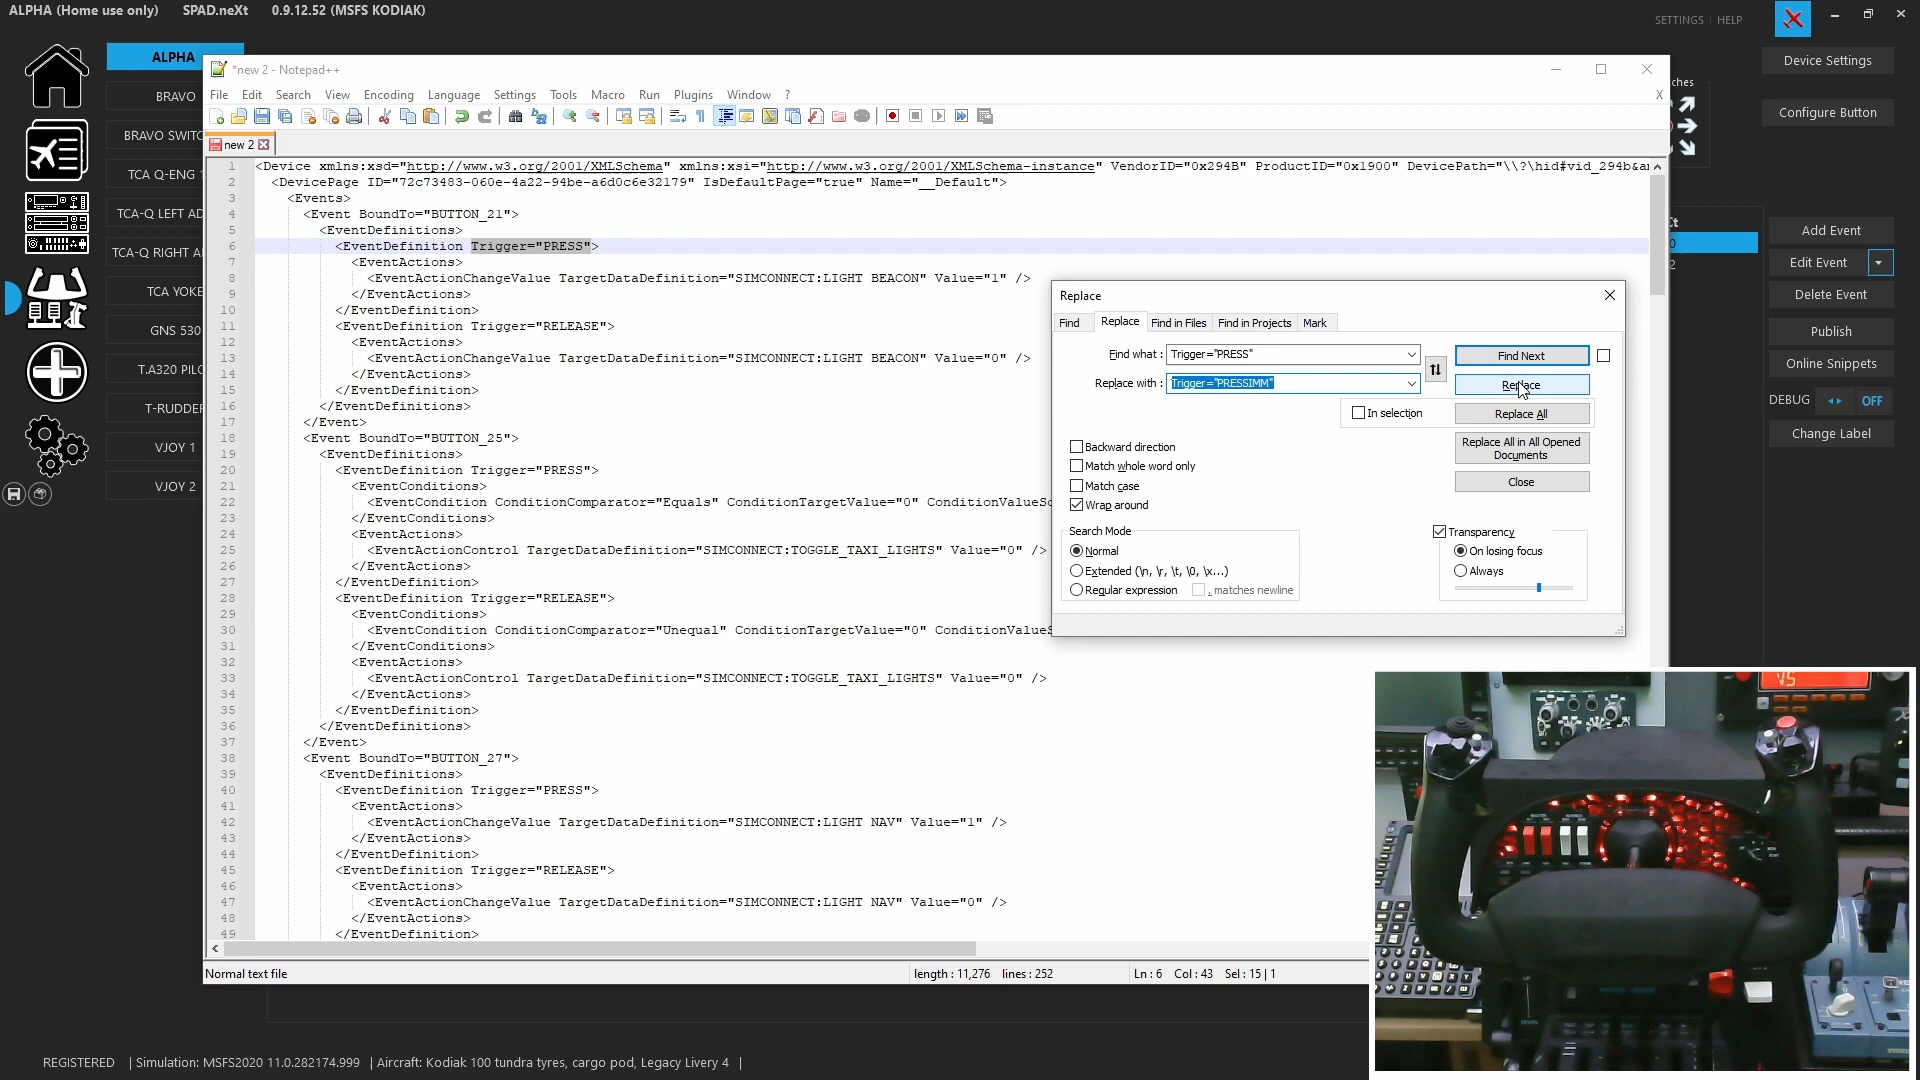 ALPHA (Home use only) SPAD.neXt 0.9.12.52 (MSFS KODIAK)
SETTINGS | HELP
ALPHA
BRAVO
BRAVO SWITC
TCA Q-ENG 1
TCA-Q LEFT AD
TCA-Q RIGHT A
TCA YOKE
GNS 530
T.A320 PILO
T-RUDDER
VJOY 1
VJOY 2
*new 2 - Notepad++
File Edit Search View Encoding Language Settings Tools Macro Run Plugins Window ? X
new 2
1 <Device xmlns:xsd="http://www.w3.org/2001/XMLSchema" xmlns:xsi="http://www.w3.org/2001/XMLSchema-instance" VendorID="0x294B" ProductID="0x1900" DevicePath="\\?\hid#vid_294b&a
2 <DevicePage ID="72c73483-060e-4a22-94be-a6d0c6e32179" IsDefaultPage="true" Name="__Default">
3 <Events>
4 <Event BoundTo="BUTTON_21">
5 <EventDefinitions>
6 <EventDefinition Trigger="PRESS">
7 <EventActions>
8 <EventActionChangeValue TargetDataDefinition="SIMCONNECT:LIGHT BEACON" Value="1" />
9 </EventActions>
10 </EventDefinition>
11 <EventDefinition Trigger="RELEASE">
12 <EventActions>
13 <EventActionChangeValue TargetDataDefinition="SIMCONNECT:LIGHT BEACON" Value="0" />
14 </EventActions>
15 </EventDefinition>
16 </EventDefinitions>
17 </Event>
18 <Event BoundTo="BUTTON_25">
19 <EventDefinitions>
20 <EventDefinition Trigger="PRESS">
21 <EventConditions>
22 <EventCondition ConditionComparator="Equals" ConditionTargetValue="0" ConditionValueSo
23 </EventConditions>
24 <EventActions>
25 <EventActionControl TargetDataDefinition="SIMCONNECT:TOGGLE_TAXI_LIGHTS" Value="0" />
26 </EventActions>
27 </EventDefinition>
28 <EventDefinition Trigger="RELEASE">
29 <EventConditions>
30 <EventCondition ConditionComparator="Unequal" ConditionTargetValue="0" ConditionValueS
31 </EventConditions>
32 <EventActions>
33 <EventActionControl TargetDataDefinition="SIMCONNECT:TOGGLE_TAXI_LIGHTS" Value="0" />
34 </EventActions>
35 </EventDefinition>
36 </EventDefinitions>
37 </Event>
38 <Event BoundTo="BUTTON_27">
39 <EventDefinitions>
40 <EventDefinition Trigger="PRESS">
41 <EventActions>
42 <EventActionChangeValue TargetDataDefinition="SIMCONNECT:LIGHT NAV" Value="1" />
43 </EventActions>
44 </EventDefinition>
45 <EventDefinition Trigger="RELEASE">
46 <EventActions>
47 <EventActionChangeValue TargetDataDefinition="SIMCONNECT:LIGHT NAV" Value="0" />
48 </EventActions>
49 </EventDefinition>
Normal text file length : 11,276 lines : 252 Ln : 6 Col : 43 Sel : 15 | 1
Replace
Find Replace Find in Files Find in Projects Mark
Find what : Trigger="PRESS" Find Next
Replace with : Trigger="PRESSIMM" Replace
In selection Replace All
Replace All in All Opened
Documents
Close
Backward direction
Match whole word only
Match case
Wrap around
Search Mode
Normal
Extended (\n, \r, \t, \0, \x...)
Regular expression . matches newline
Transparency
On losing focus
Always
Device Settings
ches
Configure Button
Ct
0
2
Add Event
Edit Event
Delete Event
Publish
Online Snippets
DEBUG OFF
Change Label
REGISTERED | Simulation: MSFS2020 11.0.282174.999 | Aircraft: Kodiak 100 tundra tyres, cargo pod, Legacy Livery 4 |